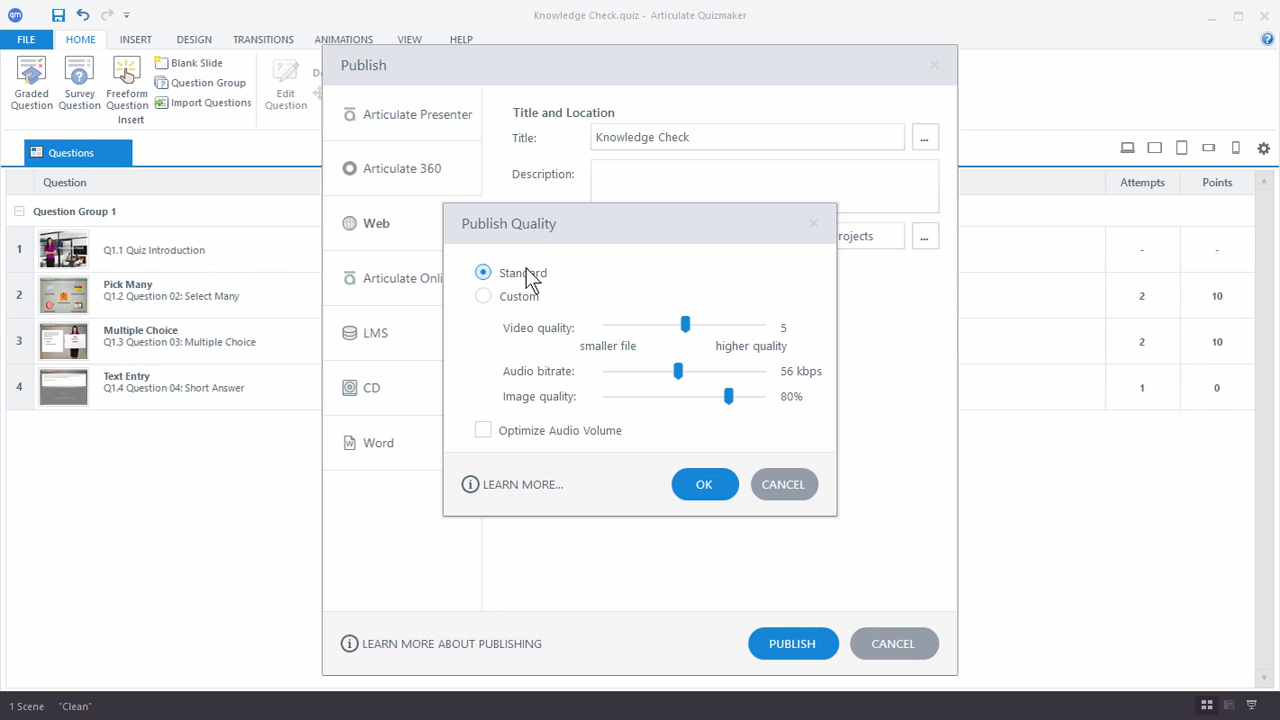 qm
Knowledge Check.quiz - Articulate Quizmaker
FILE HOME INSERT DESIGN TRANSITIONS ANIMATIONS VIEW HELP
Graded Question
Survey Question
Freeform Question
Blank Slide
Question Group
Import Questions
Insert
Edit Question
Publish
Articulate Presenter
Articulate 360
Web
LMS
CD
Word
Title and Location
Title: Knowledge Check ...
Description:
...
Questions
Question Attempts Points
Question Group 1
1 Q1.1 Quiz Introduction - -
2 Pick Many 2 10
Q1.2 Question 02: Select Many
3 Multiple Choice 2 10
Q1.3 Question 03: Multiple Choice
4 Text Entry 1 0
Q1.4 Question 04: Short Answer
Publish Quality
Standard
Custom
Video quality: 5
smaller file higher quality
Audio bitrate: 56 kbps
Image quality: 80%
Optimize Audio Volume
LEARN MORE... OK CANCEL
LEARN MORE ABOUT PUBLISHING PUBLISH CANCEL
1 Scene "Clean"